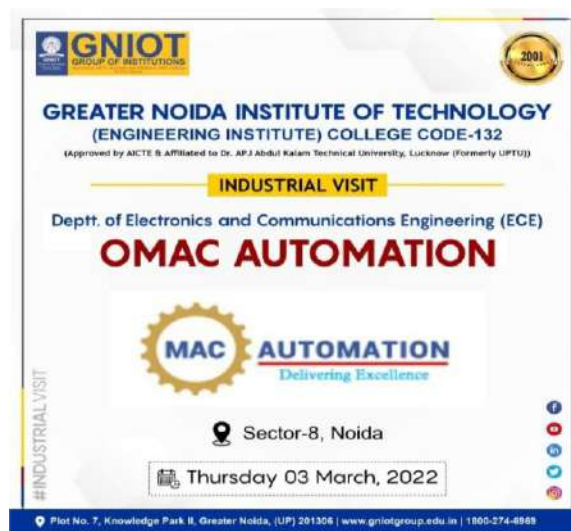 GNIOT
GROUP OF INSTITUTIONS
2001
GREATER NOIDA INSTITUTE OF TECHNOLOGY
(ENGINEERING INSTITUTE) COLLEGE CODE-132
(Approved by AICTE & Affiliated to Dr. APJ Abdul Kalam Technical University, Lucknow (Formerly UPTU))
INDUSTRIAL VISIT
Deptt. of Electronics and Communications Engineering (ECE)
OMAC AUTOMATION
MAC AUTOMATION
Delivering Excellence
#INDUSTRIAL VISIT
Sector-8, Noida
Thursday 03 March, 2022
Plot No. 7, Knowledge Park II, Greater Noida, (UP) 201306 | www.gniotgroup.edu.in | 1800-274-6969